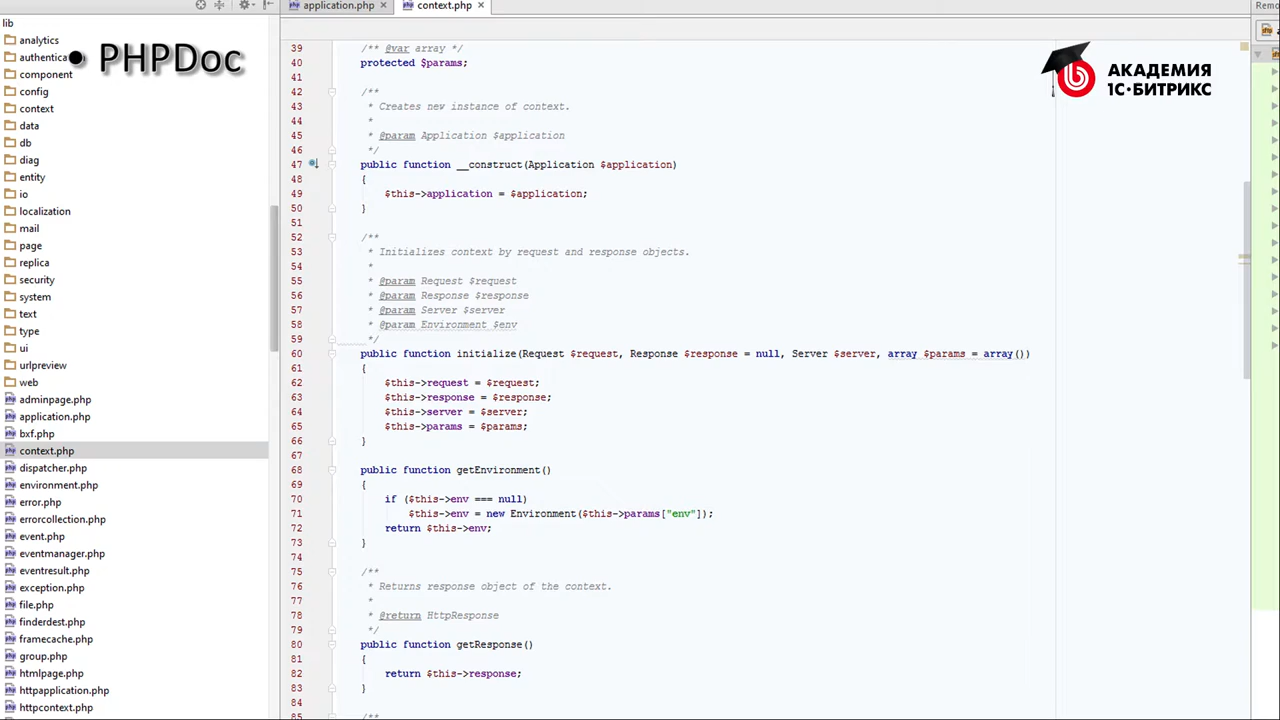 application.php
context.php
Remo
lib
analytics
authentica
component
config
context
data
db
diag
entity
io
localization
mail
page
replica
security
system
text
type
ui
urlpreview
web
adminpage.php
application.php
bxf.php
context.php
dispatcher.php
environment.php
error.php
errorcollection.php
event.php
eventmanager.php
eventresult.php
exception.php
file.php
finderdest.php
framecache.php
group.php
htmlpage.php
httpapplication.php
httpcontext.php
• PHPDoc
АКАДЕМИЯ
1С·БИТРИКС
39 /** @var array */
40 protected $params;
41
42 /**
43 * Creates new instance of context.
44 *
45 * @param Application $application
46 */
47 public function __construct(Application $application)
48 {
49 $this->application = $application;
50 }
51
52 /**
53 * Initializes context by request and response objects.
54 *
55 * @param Request $request
56 * @param Response $response
57 * @param Server $server
58 * @param Environment $env
59 */
60 public function initialize(Request $request, Response $response = null, Server $server, array $params = array())
61 {
62 $this->request = $request;
63 $this->response = $response;
64 $this->server = $server;
65 $this->params = $params;
66 }
67
68 public function getEnvironment()
69 {
70 if ($this->env === null)
71 $this->env = new Environment($this->params["env"]);
72 return $this->env;
73 }
74
75 /**
76 * Returns response object of the context.
77 *
78 * @return HttpResponse
79 */
80 public function getResponse()
81 {
82 return $this->response;
83 }
84
85 /**